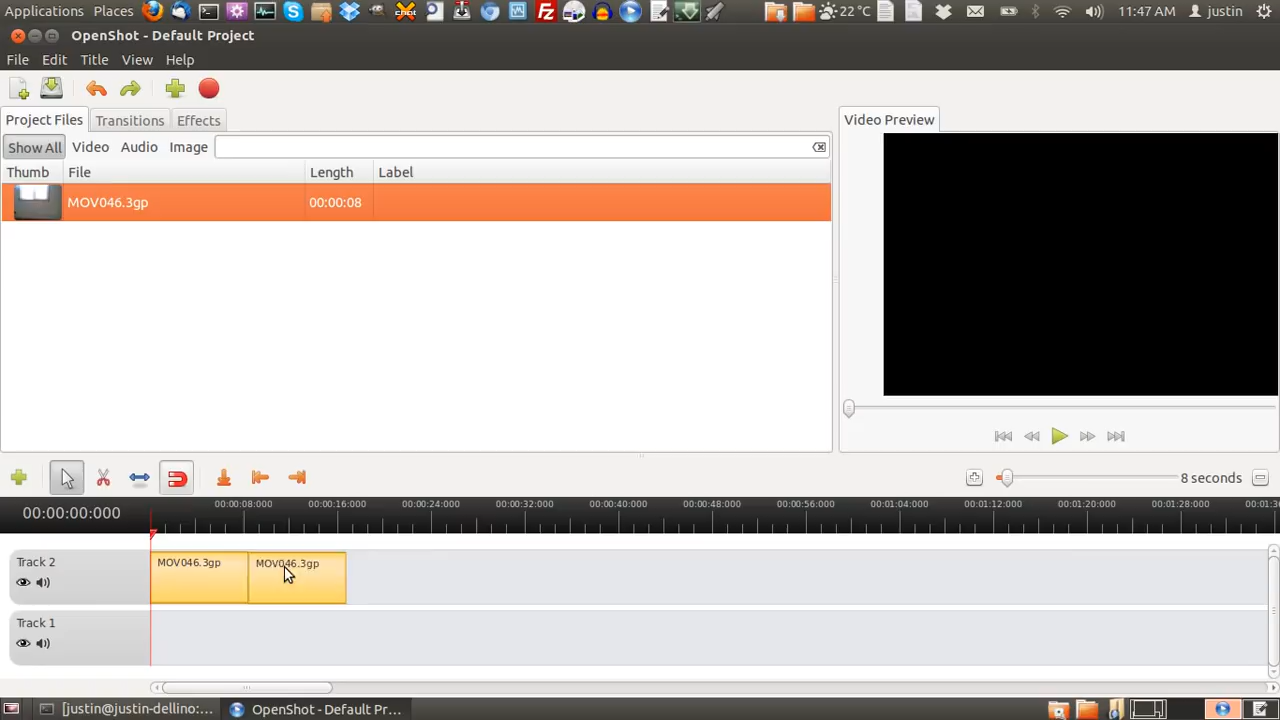 Applications Places 22 °C 11:47 AM justin
OpenShot - Default Project
File Edit Title View Help
Project Files Transitions Effects Video Preview
Show All Video Audio Image
Thumb File Length Label
MOV046.3gp 00:00:08
8 seconds
00:00:00:000 00:00:08:000 00:00:16:000 00:00:24:000 00:00:32:000 00:00:40:000 00:00:48:000 00:00:56:000 00:01:04:000 00:01:12:000 00:01:20:000 00:01:28:000 00:01:3
Track 2 MOV046.3gp MOV046.3gp
Track 1
[justin@justin-dellino:... OpenShot - Default Pr...